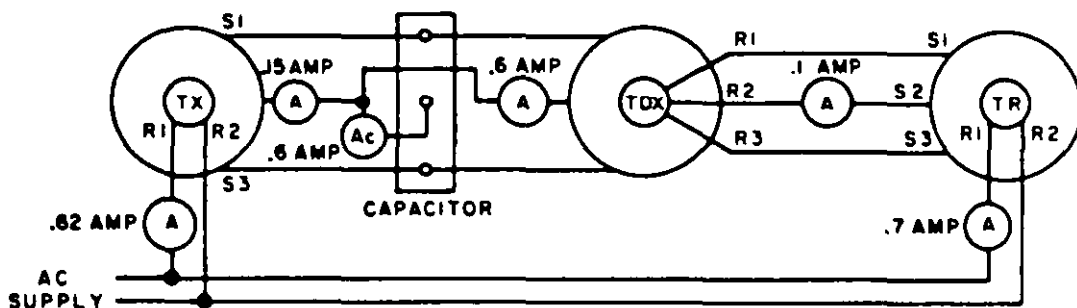 S1
R1
S1
.15 AMP
.6 AMP
.1 AMP
TX
A
A
TDX
R2
A
S2
TR
R1
R2
Ac
R3
S3
R1
R2
.6 AMP
S3
CAPACITOR
.62 AMP
A
.7 AMP
A
AC
SUPPLY